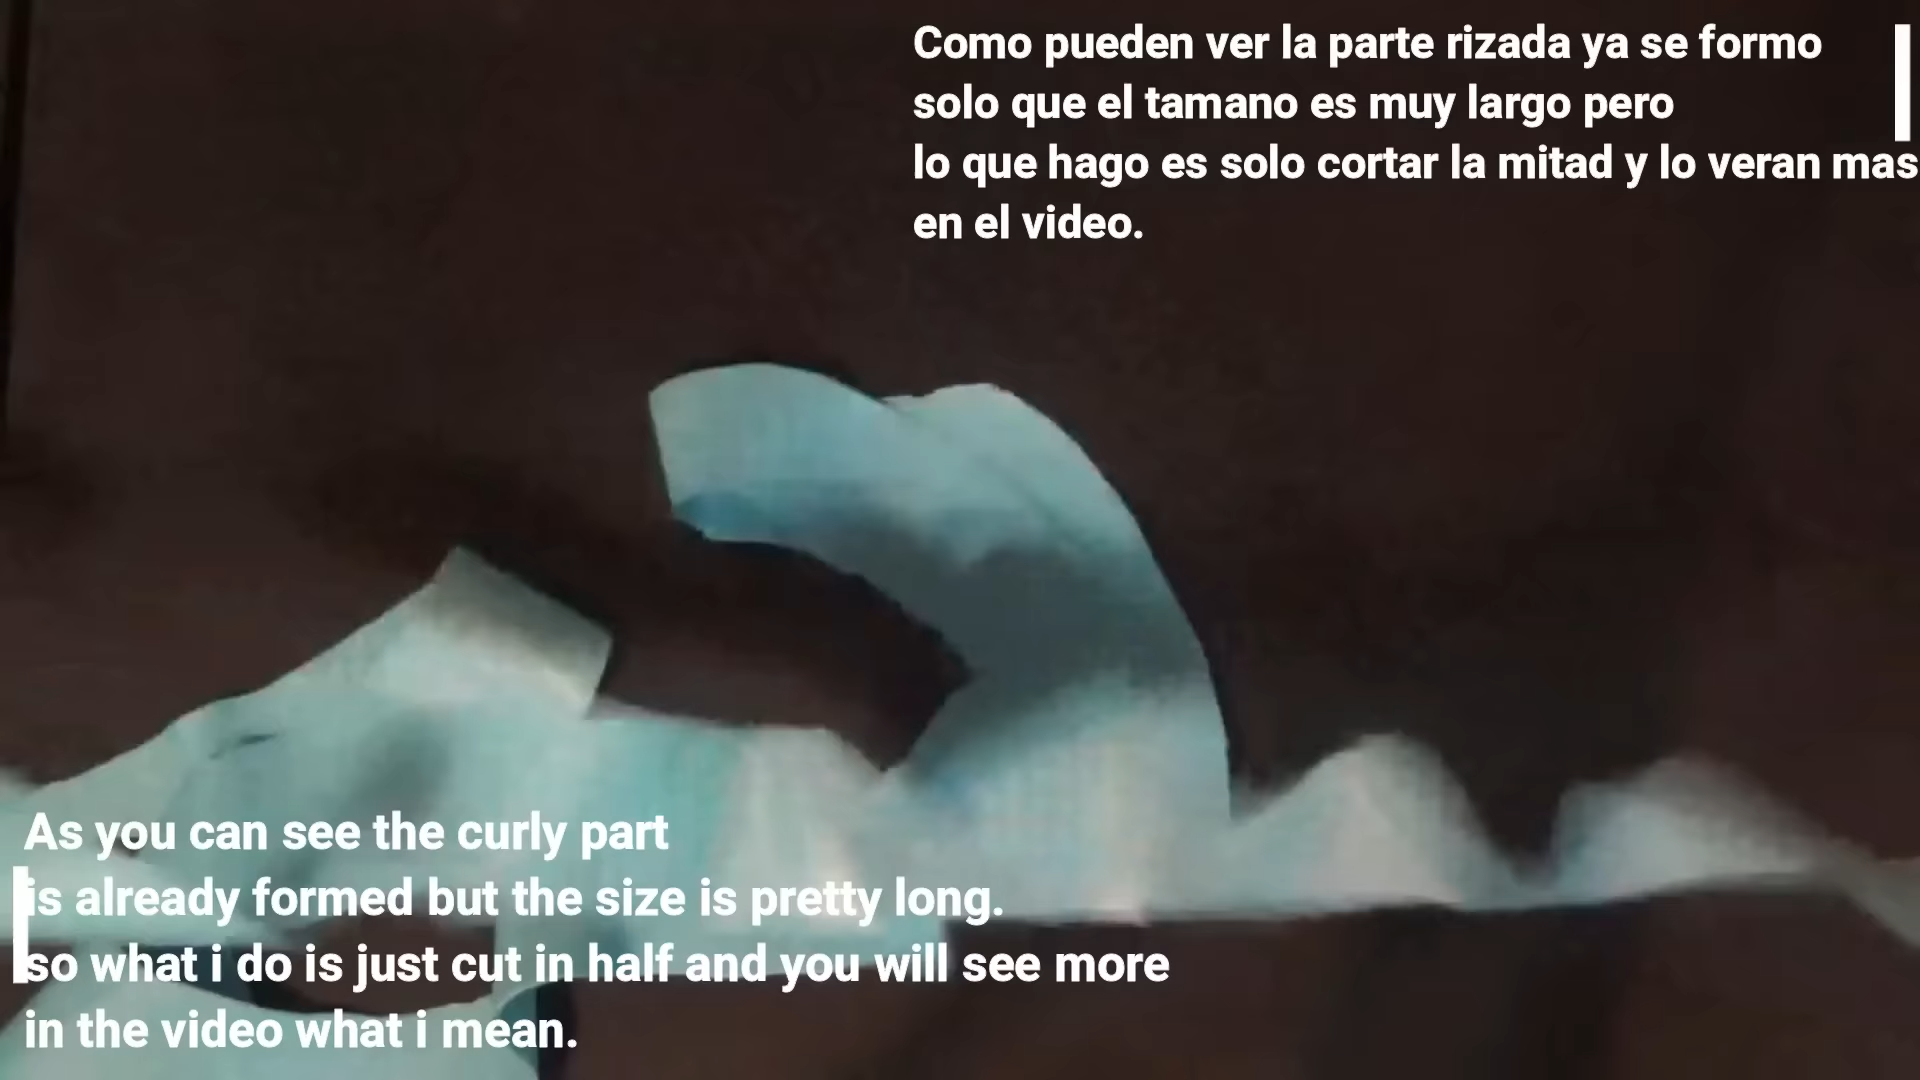 Como pueden ver la parte rizada ya se formo
solo que el tamano es muy largo pero
lo que hago es solo cortar la mitad y lo veran mas
en el video.
As you can see the curly part
is already formed but the size is pretty long.
so what i do is just cut in half and you will see more
in the video what i mean.